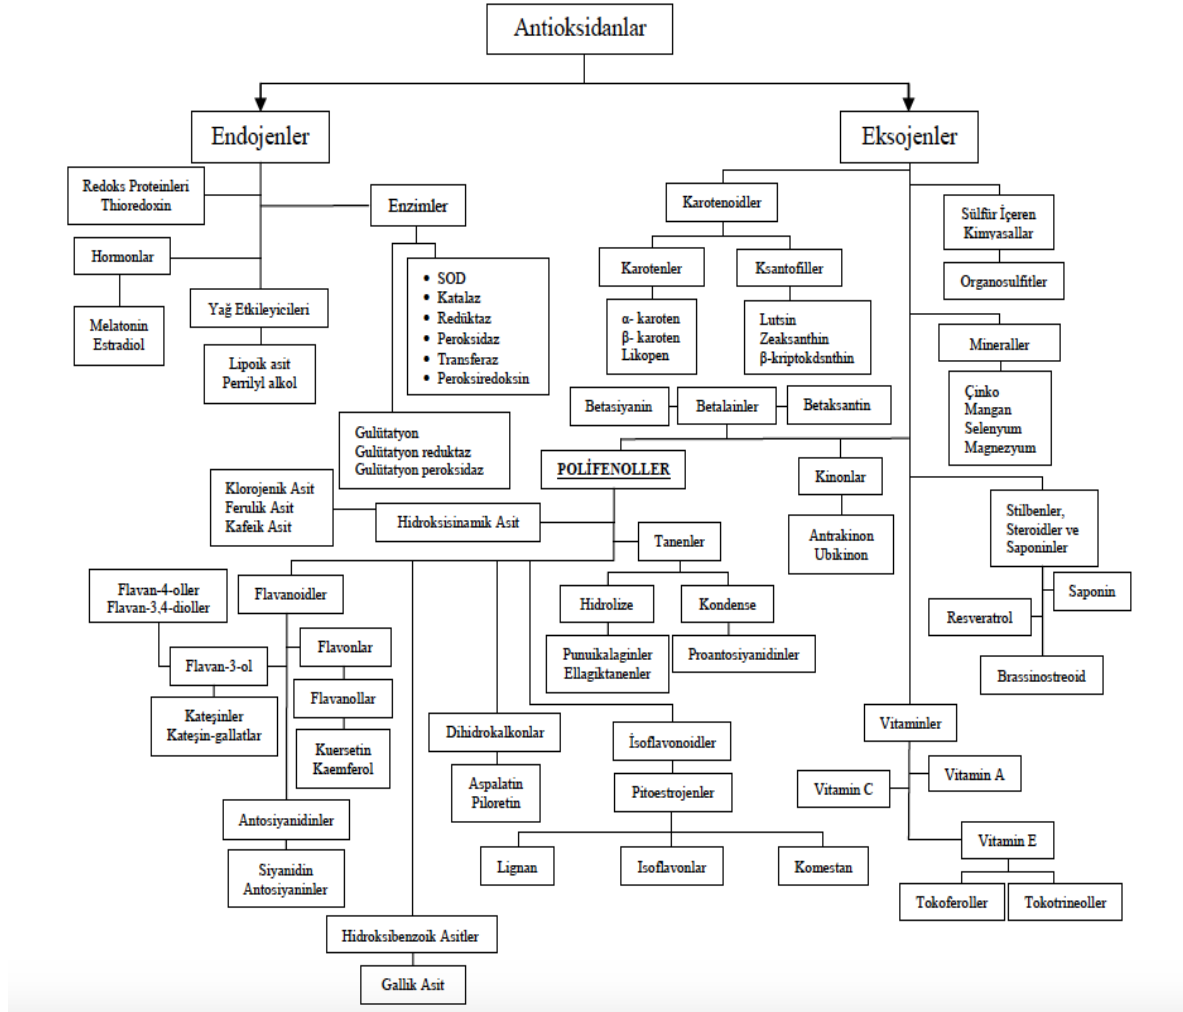 Antioksidanlar
Endojenler
Eksojenler
Redoks Proteinleri
Thioredoxin
Enzimler
Hormonlar
Melatonin
Estradiol
Yağ Etkileyicileri
Lipoik asit
Perrilyl alkol
• SOD
• Katalaz
• Redüktaz
• Peroksidaz
• Transferaz
• Peroksiredoksin
Gulütatyon
Gulütatyon reduktaz
Gulütatyon peroksidaz
Karotenoidler
Karotenler
Ksantofiller
α- karoten
β- karoten
Likopen
Lutsin
Zeaksanthin
β-kriptokdsnthin
Sülfür İçeren
Kimyasallar
Organosulfitler
Mineraller
Çinko
Mangan
Selenyum
Magnezyum
Betasiyanin
Betalainler
Betaksantin
POLİFENOLLER
Kinonlar
Antrakinon
Ubikinon
Stilbenler,
Steroidler ve
Saponinler
Saponin
Resveratrol
Brassinostreoid
Klorojenik Asit
Ferulik Asit
Kafeik Asit
Hidroksisinamik Asit
Tanenler
Hidrolize
Kondense
Punuikalaginler
Ellagiktanenler
Proantosiyanidinler
Flavanoidler
Flavan-4-oller
Flavan-3,4-dioller
Flavan-3-ol
Kateşinler
Kateşin-gallatlar
Flavonlar
Flavanollar
Kuersetin
Kaemferol
Antosiyanidinler
Siyanidin
Antosiyaninler
Dihidrokalkonlar
Aspalatin
Piloretin
İsoflavonoidler
Pitoestrojenler
Lignan
Isoflavonlar
Komestan
Vitaminler
Vitamin C
Vitamin A
Vitamin E
Tokoferoller
Tokotrineoller
Hidroksibenzoik Asitler
Gallik Asit